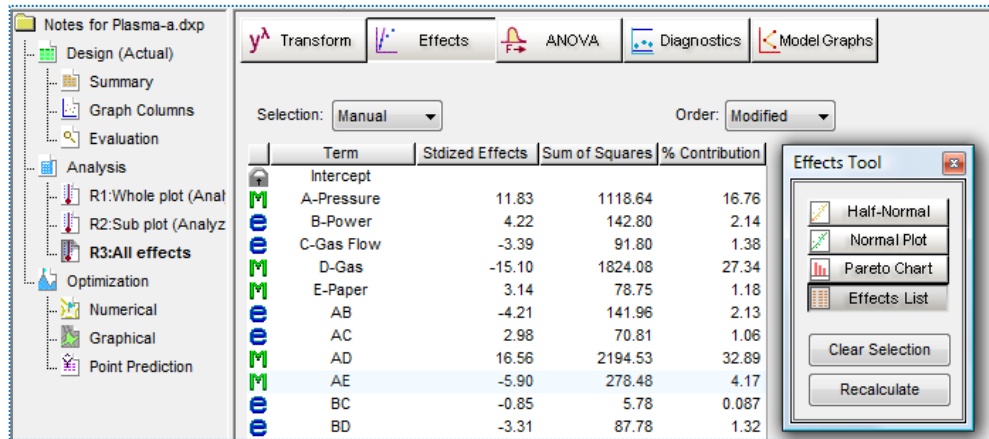 Notes for Plasma-a.dxp
Design (Actual)
Summary
Graph Columns
Evaluation
Analysis
R1:Whole plot (Anal
R2:Sub plot (Analyz
R3:All effects
Optimization
Numerical
Graphical
Point Prediction
yλ Transform Effects F ANOVA Diagnostics Model Graphs
Selection: Manual Order: Modified
Term Stdized Effects Sum of Squares % Contribution
Intercept
M A-Pressure 11.83 1118.64 16.76
e B-Power 4.22 142.80 2.14
e C-Gas Flow -3.39 91.80 1.38
M D-Gas -15.10 1824.08 27.34
M E-Paper 3.14 78.75 1.18
e AB -4.21 141.96 2.13
e AC 2.98 70.81 1.06
M AD 16.56 2194.53 32.89
M AE -5.90 278.48 4.17
e BC -0.85 5.78 0.087
e BD -3.31 87.78 1.32
Effects Tool
Half-Normal
Normal Plot
Pareto Chart
Effects List
Clear Selection
Recalculate